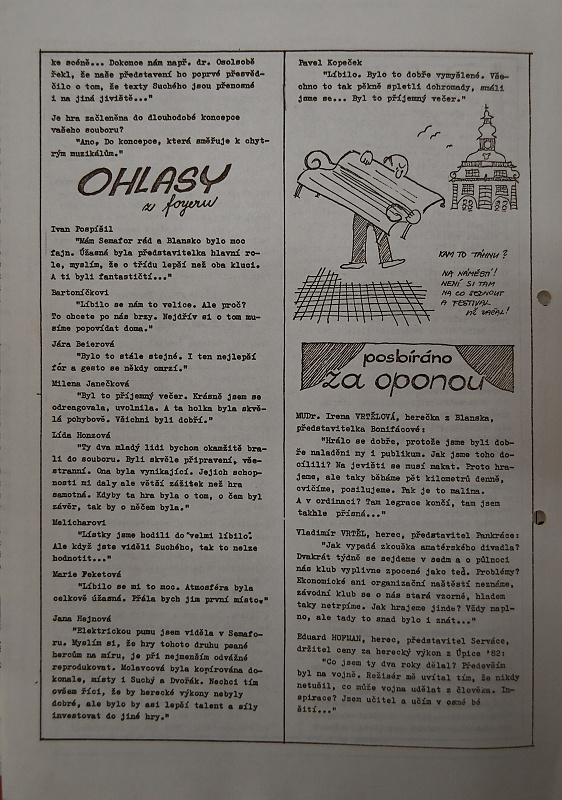 ke scéně... Dokonce nám např. dr. Osolsobě
řekl, že naše představení ho poprvé přesvěd-
čilo o tom, že texty Suchého jsou přenosné
i na jiná jiviště..."
Je hra začleněna do dlouhodobé koncepce
vašeho souboru?
"Ano. Do koncepce, která směřuje k chyt-
rým muzikálům."
OHLASY
z foyeru
Ivan Pospíšil
"Mám Semafor rád a Blansko bylo moc
fajn. Úžasná byla představitelka hlavní ro-
le, myslím, že o třídu lepší než oba kluci.
A ti byli fantastičtí..."
Bartoníčkovi
"Líbilo se nám to velice. Ale proč?
To chcete po nás brzy. Nejdřív si o tom mu-
síme popovídat doma."
Jára Beierová
"Bylo to stále stejné. I ten nejlepší
fór a gesto se někdy omrzí."
Milena Janečková
"Byl to příjemný večer. Krásně jsem se
odreagovala, uvolnila. A ta holka byla skvě-
lá pohybově. Všichni byli dobří."
Lída Honzová
"Ty dva mladý lidi bychom okamžitě bra-
li do souboru. Byli skvěle připravení, vše-
stranní. Ona byla vynikající. Jejich schop-
nosti mi daly ale větší zážitek než hra
samotná. Kdyby ta hra byla o tom, o čem byl
závěr, tak by o něčem byla."
Melicharovi
"Lístky jsme hodili do"velmi líbilo".
Ale když jste viděli Suchého, tak to nelze
hodnotit..."
Marie Peketová
"Líbilo se mi to moc. Atmosféra byla
celkově úžasná. Přála bych jim první místo."
Jana Hejnová
"Elektrickou pumu jsem viděla v Semafo-
ru. Myslím si, že hry tohoto druhu psané
hercům na míru, je při nejmenším odvážné
reprodukovat. Molavcová byla kopírována do-
konale, místy i Suchý a Dvořák. Nechci tím
ovšem říci, že by herecké výkony nebyly
dobré, ale bylo by asi lepší talent a síly
investovat do jiné hry."
Pavel Kopeček
"Líbilo. Bylo to dobře vymyšlené. Vše-
chno to tak pěkně spletli dohromady, smáli
jsme se... Byl to příjemný večer."
KAM TO TÁHNU?
NA NÁMĚSTÍ!
NENÍ SI TAM
NA CO SEDNOUT
A FESTIVAL
UŽ ZAČAL!
posbíráno
za oponou
MUDr. Irena VRTĚLOVÁ, herečka z Blanska,
představitelka Bonifácové:
"Hrálo se dobře, protože jsme byli dob-
ře naladěni my i publikum. Jak jsme toho do-
cílili? Na jevišti se musí makat. Proto hra-
jeme, ale taky běháme pět kilometrů denně,
cvičíme, posilujeme. Pak je to malina.
A v ordinaci? Tam legrace končí, tam jsem
takhle přísná..."
Vladimír VRTĚL, herec, představitel Pankráce:
"Jak vypadá zkouška amatérského divadla?
Dvakrát týdně se sejdeme v sedm a o půlnoci
nás klub vyplivne zpocené jako teď. Problémy?
Ekonomické ani organizační naštěstí neznáme,
závodní klub se o nás stará vzorně, hladem
taky netrpíme. Jak hrajeme jinde? Vždy napl-
no, ale tady to snad bylo i znát..."
Eduard HOFMAN, herec, představitel Serváce,
držitel ceny za herecký výkon z Úpice '82:
"Co jsem ty dva roky dělal? Především
byl na vojně. Režisér mě uvítal tím, že nikdy
netušil, co může vojna udělat z člověka. In-
spirace? Jsem učitel a učím v osmé bé
šití..."